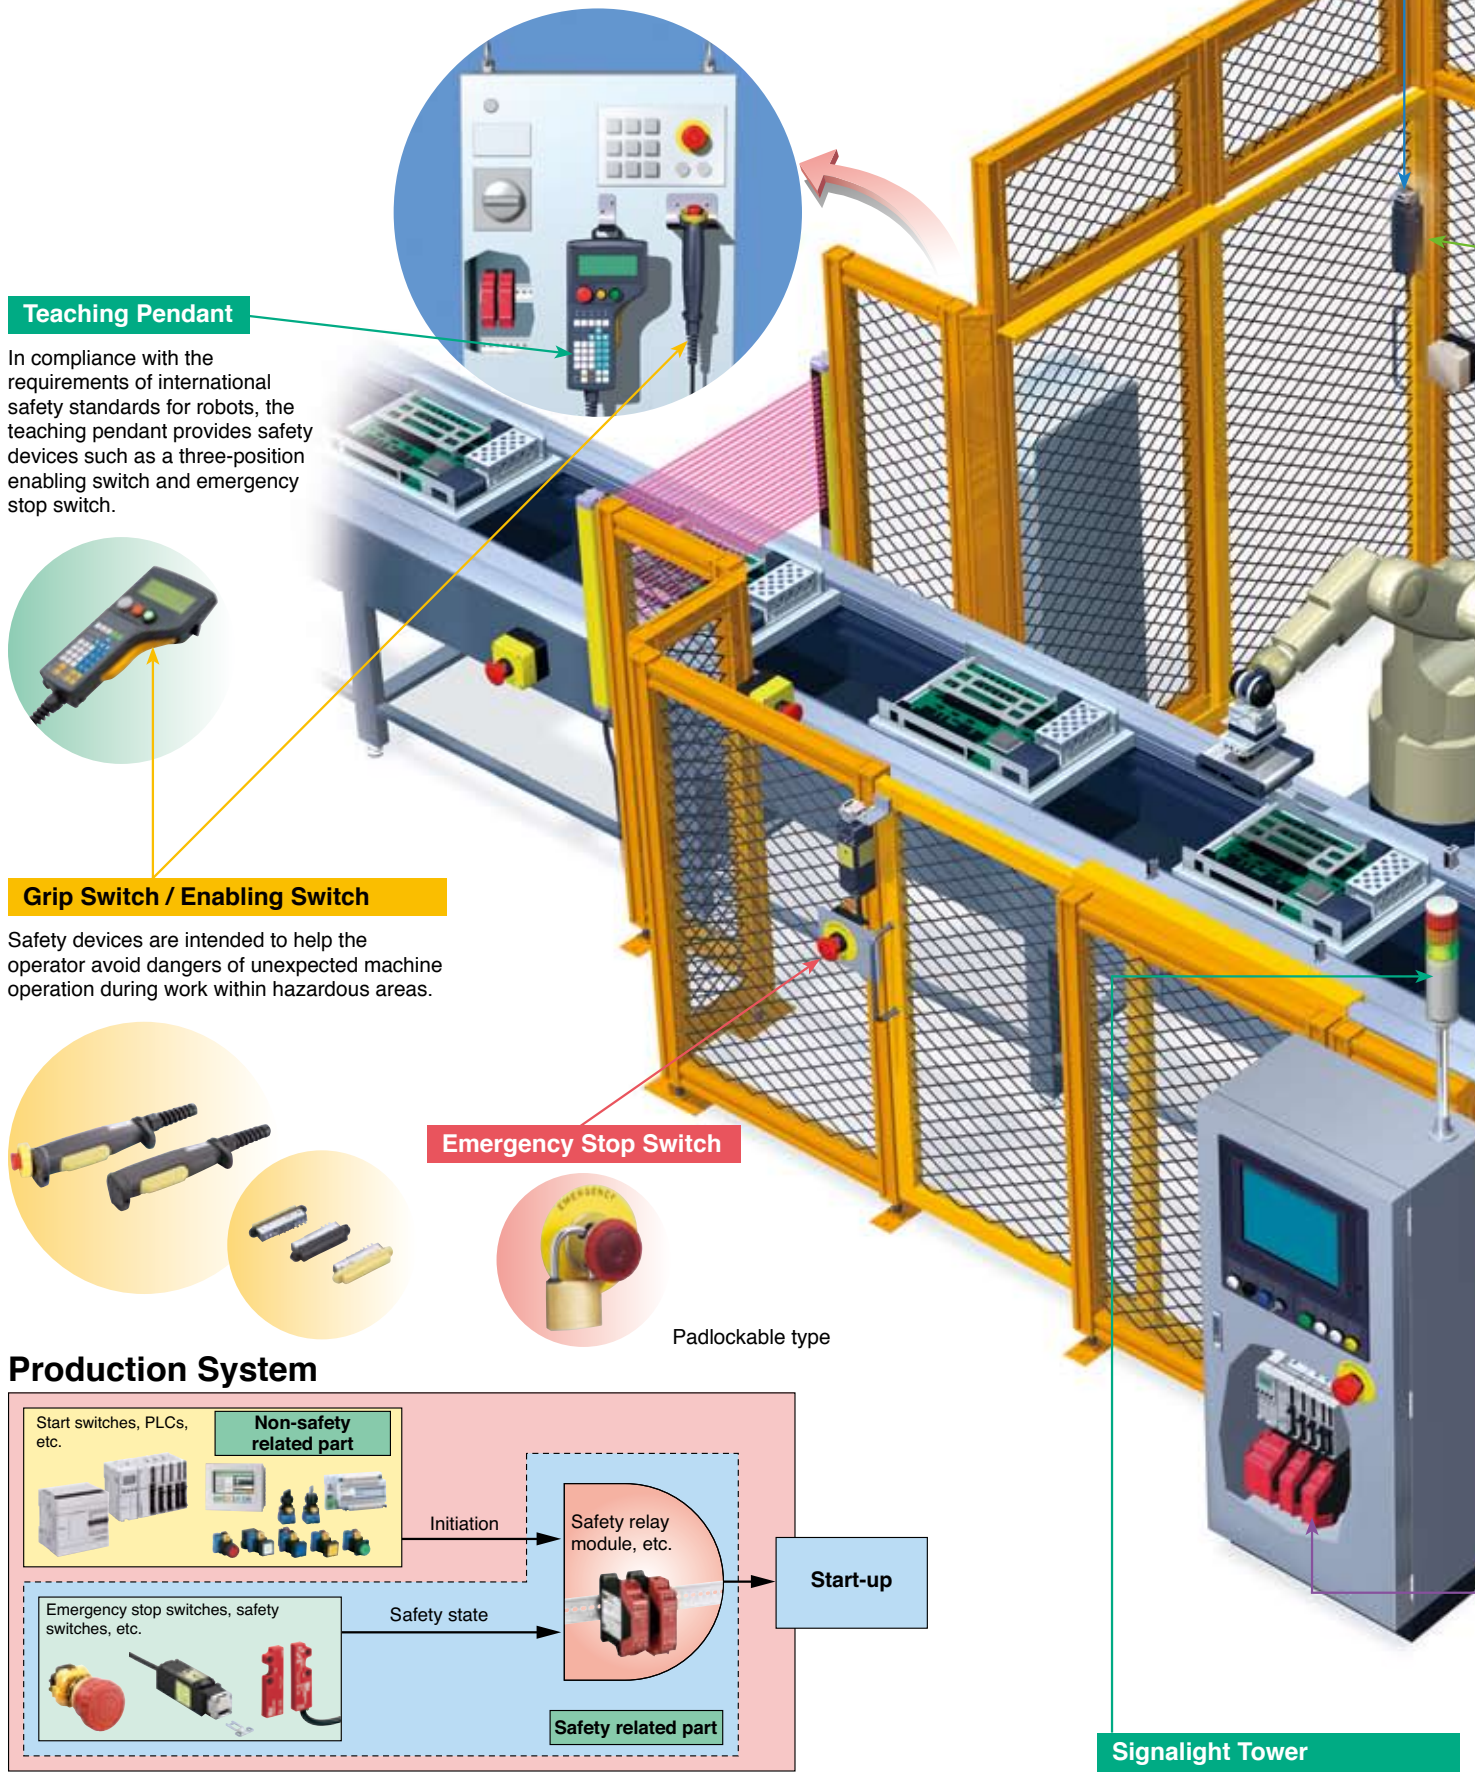 Teaching Pendant
In compliance with the
requirements of international
safety standards for robots, the
teaching pendant provides safety
devices such as a three-position
enabling switch and emergency
stop switch.
Grip Switch / Enabling Switch
Safety devices are intended to help the
operator avoid dangers of unexpected machine
operation during work within hazardous areas.
Emergency Stop Switch
EMERGENCY
Padlockable type
Production System
Start switches, PLCs,
etc.
Non-safety
related part
Initiation
Safety relay
module, etc.
Start-up
Emergency stop switches, safety
switches, etc.
Safety state
Safety related part
Signalight Tower